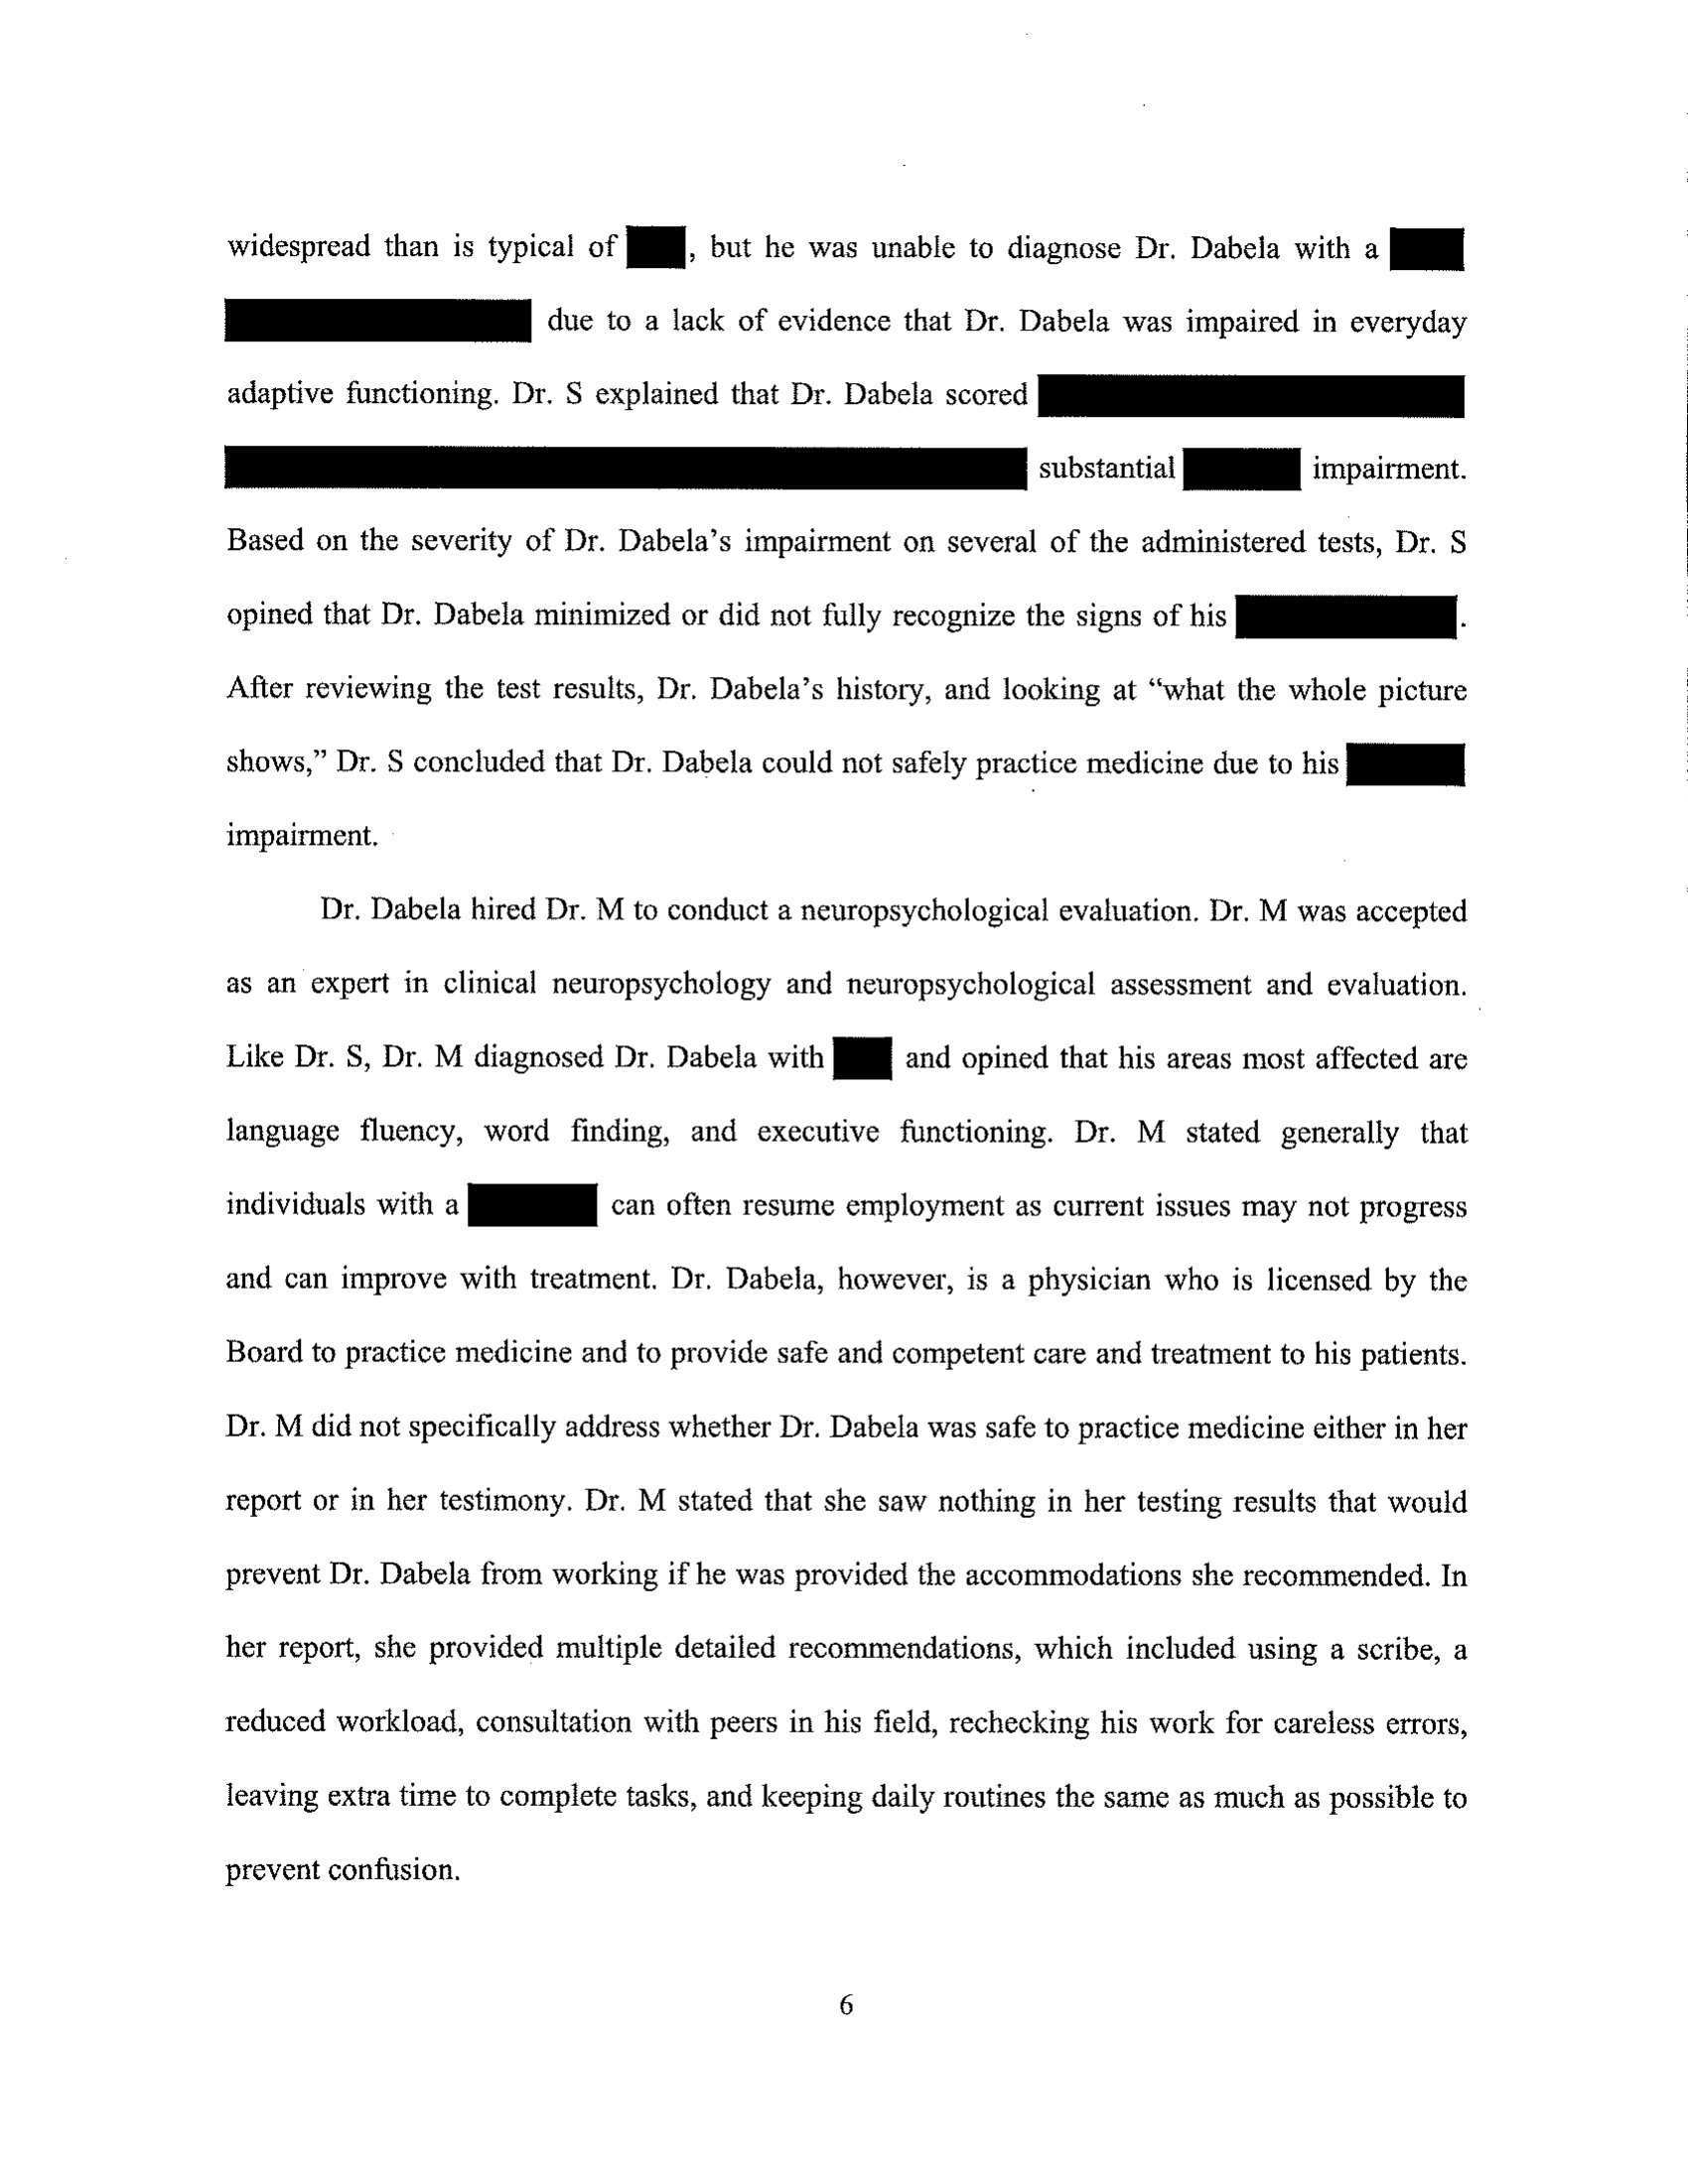 widespread than is typical of , but he was unable to diagnose Dr. Dabela with a
due to a lack of evidence that Dr. Dabela was impaired in everyday
adaptive functioning. Dr. S explained that Dr. Dabela scored
substantial impairment.
Based on the severity of Dr. Dabela’s impairment on several of the administered tests, Dr. S
opined that Dr. Dabela minimized or did not fully recognize the signs of his .
After reviewing the test results, Dr. Dabela’s history, and looking at “what the whole picture
shows,” Dr. S concluded that Dr. Dabela could not safely practice medicine due to his
impairment.
Dr. Dabela hired Dr. M to conduct a neuropsychological evaluation. Dr. M was accepted
as an expert in clinical neuropsychology and neuropsychological assessment and evaluation.
Like Dr. S, Dr. M diagnosed Dr. Dabela with and opined that his areas most affected are
language fluency, word finding, and executive functioning. Dr. M stated generally that
individuals with a can often resume employment as current issues may not progress
and can improve with treatment. Dr. Dabela, however, is a physician who is licensed by the
Board to practice medicine and to provide safe and competent care and treatment to his patients.
Dr. M did not specifically address whether Dr. Dabela was safe to practice medicine either in her
report or in her testimony. Dr. M stated that she saw nothing in her testing results that would
prevent Dr. Dabela from working if he was provided the accommodations she recommended. In
her report, she provided multiple detailed recommendations, which included using a scribe, a
reduced workload, consultation with peers in his field, rechecking his work for careless errors,
leaving extra time to complete tasks, and keeping daily routines the same as much as possible to
prevent confusion.
6